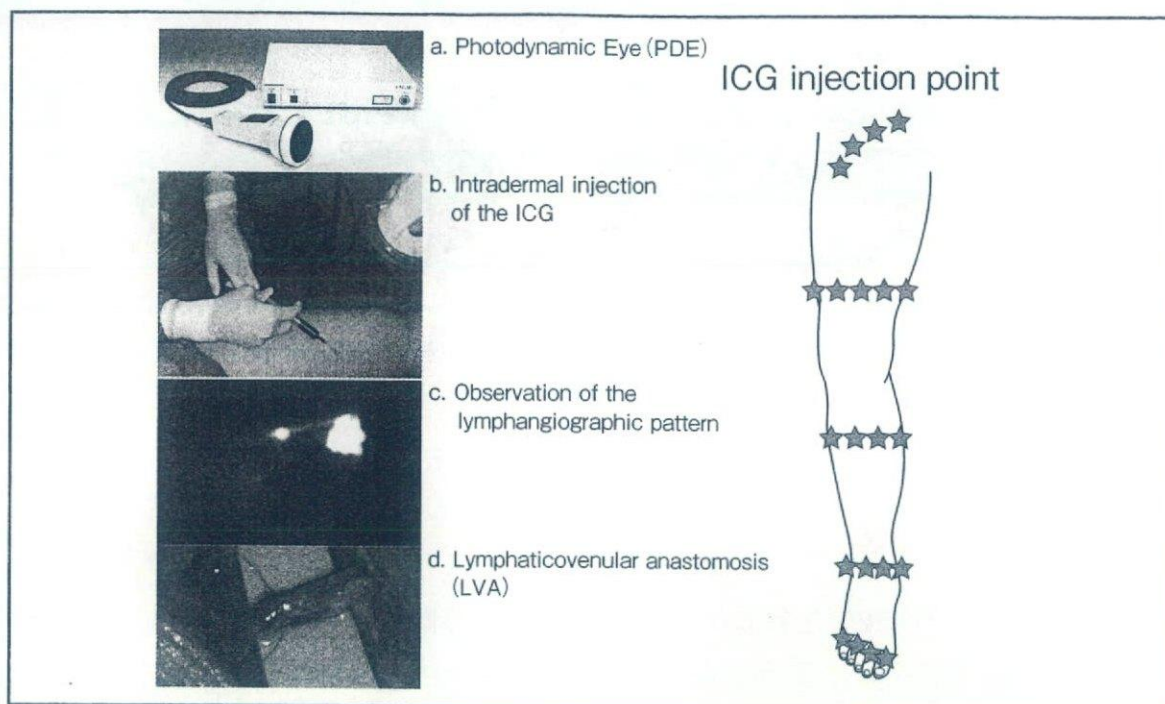 a. Photodynamic Eye (PDE)
ICG injection point
b. Intradermal injection
of the ICG
c. Observation of the
lymphangiographic pattern
d. Lymphaticovenular anastomosis
(LVA)